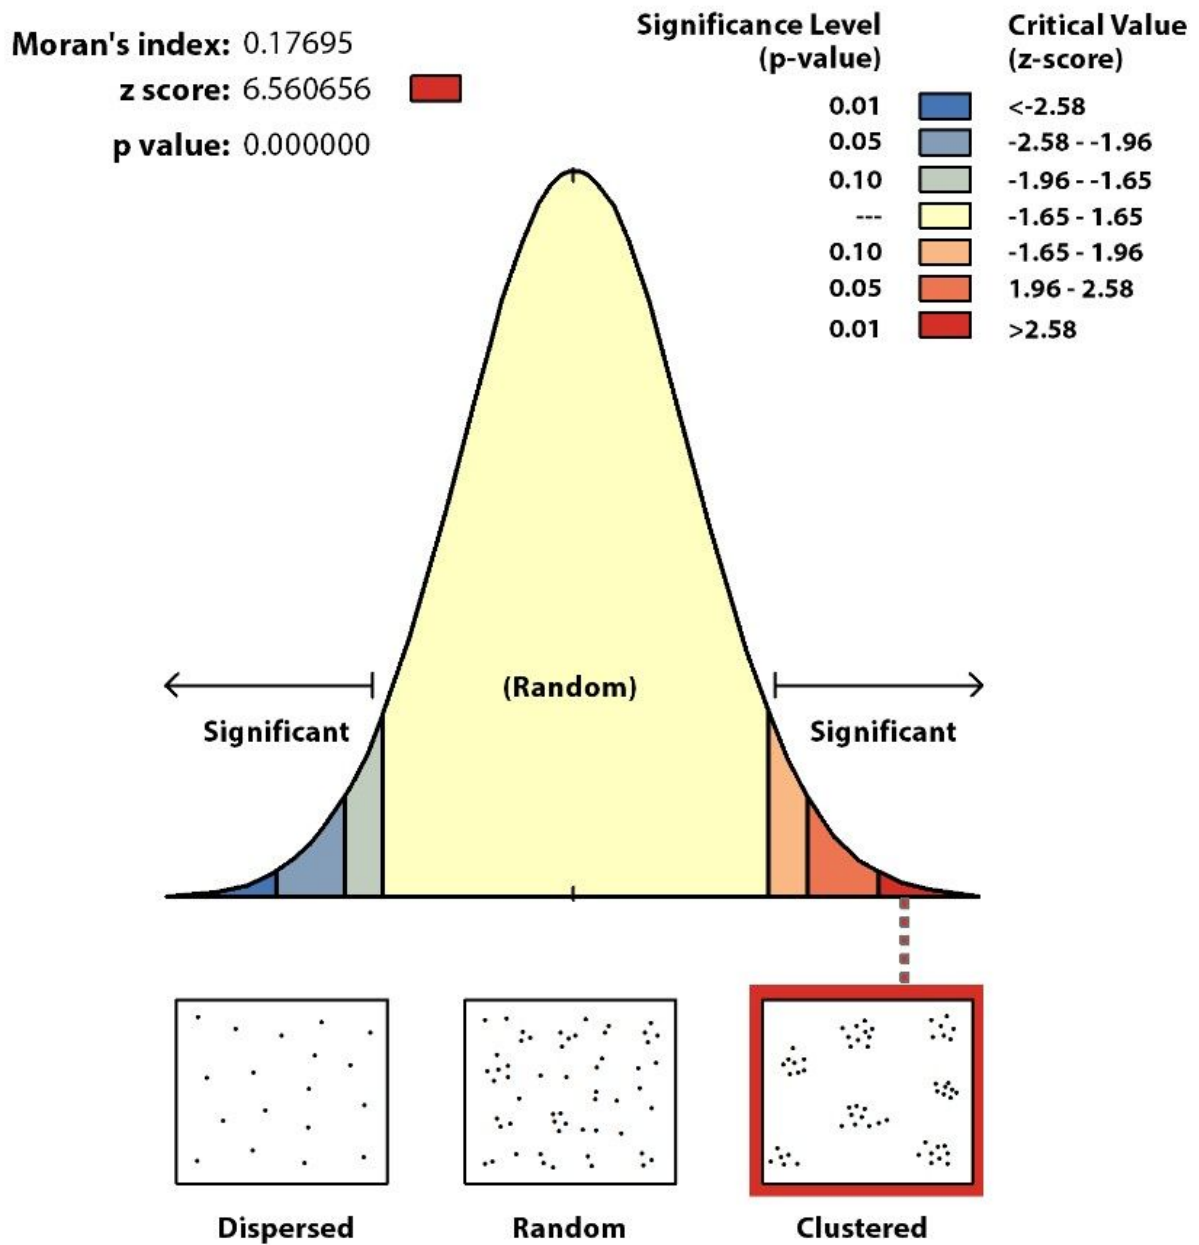 Moran's index: 0.17695
z score: 6.560656
p value: 0.000000
Significance Level (p-value)
Critical Value (z-score)
0.01 <-2.58
0.05 -2.58 - -1.96
0.10 -1.96 - -1.65
--- -1.65 - 1.65
0.10 -1.65 - 1.96
0.05 1.96 - 2.58
0.01 >2.58
(Random)
Significant
Significant
Dispersed
Random
Clustered